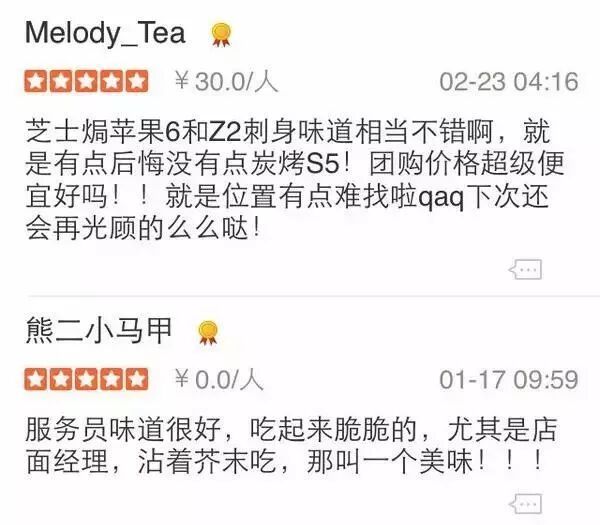 Melody_Tea
￥30.0/人 02-23 04:16
芝士焗苹果6和Z2刺身味道相当不错啊，就
是有点后悔没有点炭烤S5！团购价格超级便
宜好吗！！就是位置有点难找啦qaq下次还
会再光顾的么么哒！
熊二小马甲
￥0.0/人 01-17 09:59
服务员味道很好，吃起来脆脆的，尤其是店
面经理，沾着芥末吃，那叫一个美味！！！